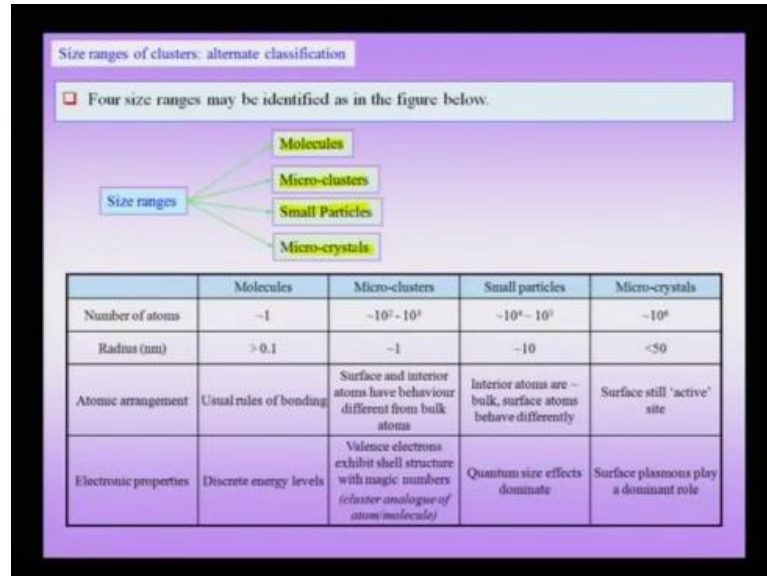 Size ranges of clusters: alternate classification
Four size ranges may be identified as in the figure below.
Molecules
Micro-clusters
Size ranges
Small Particles
Micro-crystals
Molecules Micro-clusters Small particles Micro-crystals
Number of atoms ~1 ~10² - 10³ ~10⁴ – 10⁵ ~10⁶
Radius (nm) > 0.1 ~1 ~10 <50
Atomic arrangement Usual rules of bonding Surface and interior atoms have behaviour different from bulk atoms Interior atoms are ~ bulk, surface atoms behave differently Surface still 'active' site
Electronic properties Discrete energy levels Valence electrons exhibit shell structure with magic numbers (cluster analogue of atom/molecule) Quantum size effects dominate Surface plasmons play a dominant role